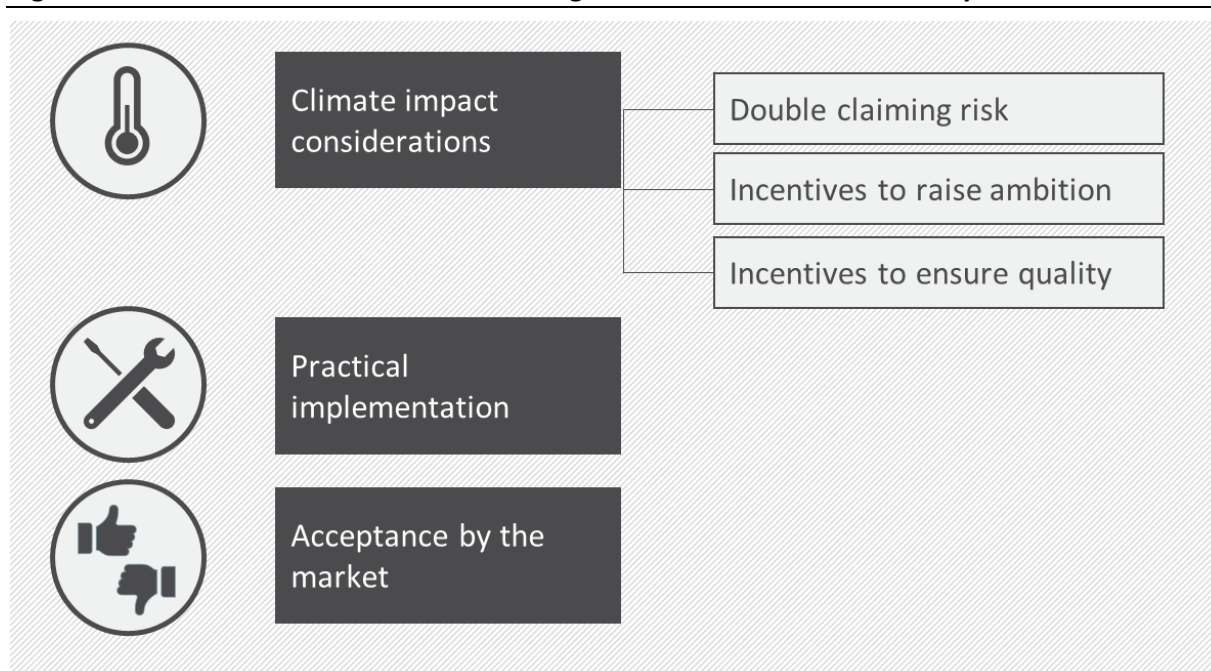 Climate impact
considerations
Double claiming risk
Incentives to raise ambition
Incentives to ensure quality
Practical
implementation
Acceptance by the
market